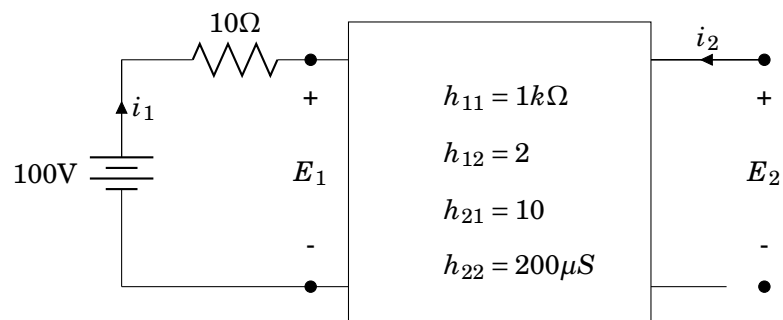 10Ω
i₂
+
h₁₁ = 1kΩ
+
i₁
h₁₂ = 2
100V
E₁
E₂
h₂₁ = 10
-
h₂₂ = 200μS
-